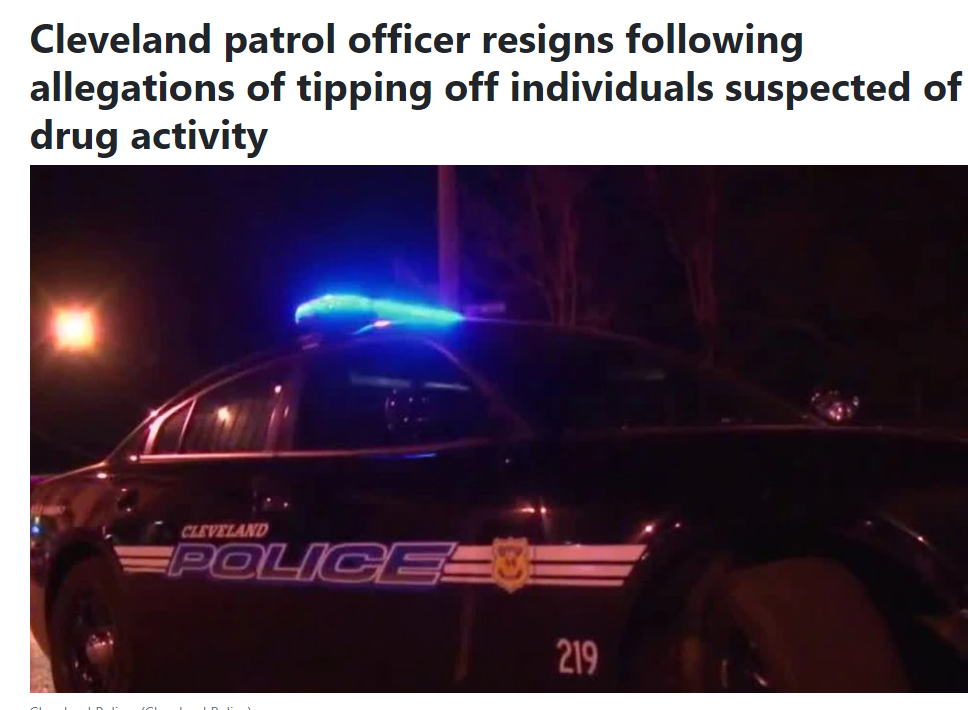 Cleveland patrol officer resigns following
allegations of tipping off individuals suspected of
drug activity
CLEVELAND
POLICE
219